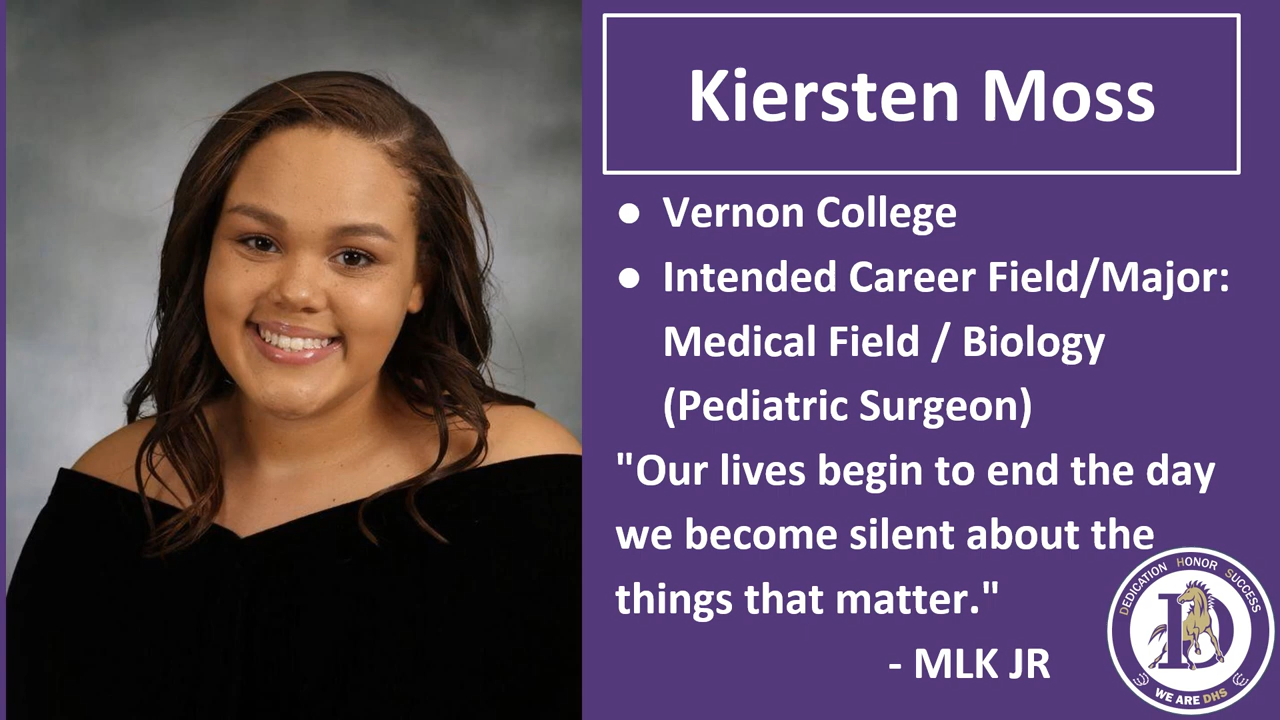 Kiersten Moss
● Vernon College
● Intended Career Field/Major:
Medical Field / Biology
(Pediatric Surgeon)
"Our lives begin to end the day
we become silent about the
things that matter."
- MLK JR
DEDICATION HONOR SUCCESS
D
WE ARE DHS